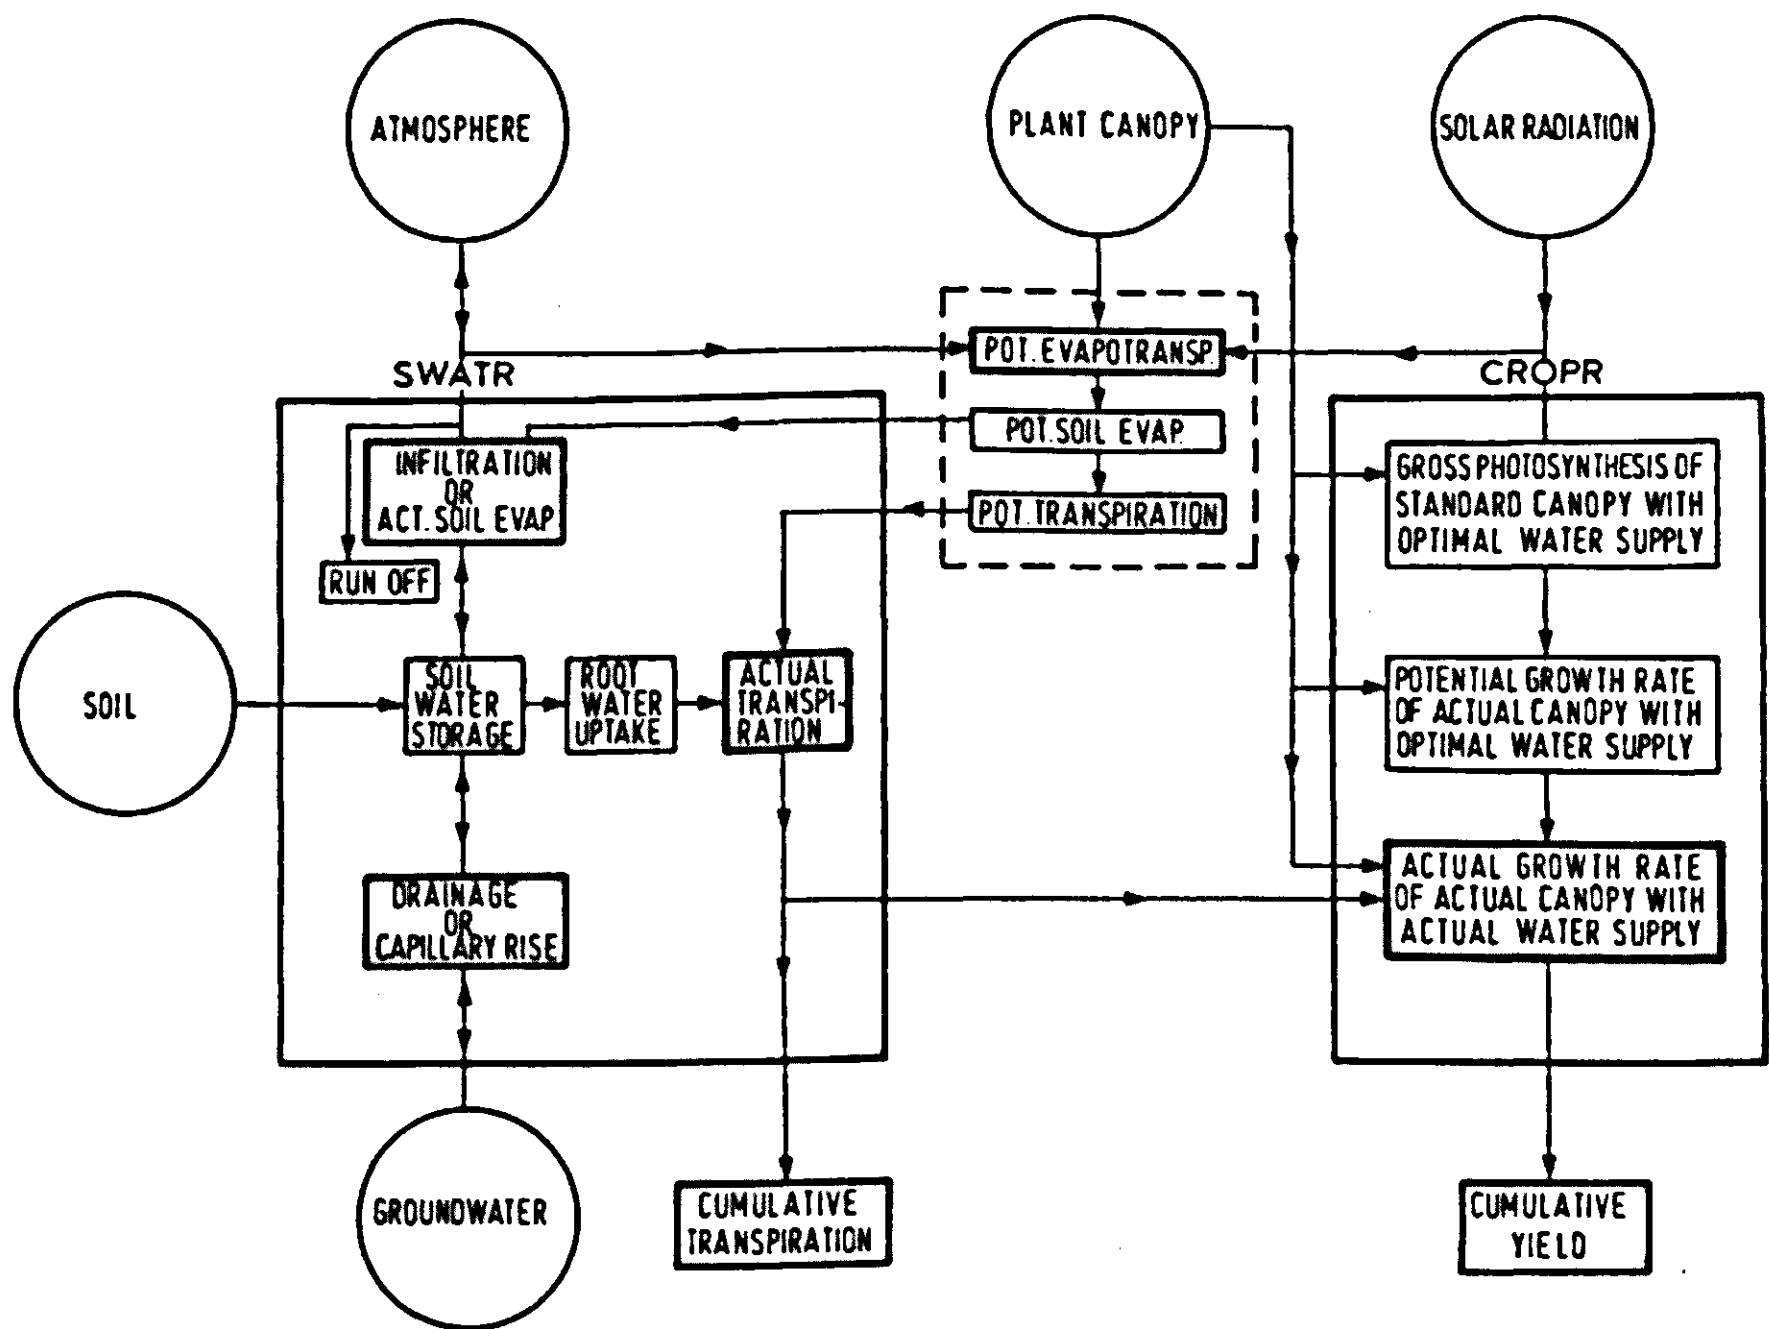 ATMOSPHERE
PLANT CANOPY
SOLAR RADIATION
SWATR
POT. EVAPOTRANSP.
CROPR
POT. SOIL EVAP.
POT. TRANSPIRATION
INFILTRATION
OR
ACT. SOIL EVAP
RUN OFF
GROSS PHOTOSYNTHESIS OF
STANDARD CANOPY WITH
OPTIMAL WATER SUPPLY
SOIL
SOIL
WATER
STORAGE
ROOT
WATER
UPTAKE
ACTUAL
TRANSPI-
RATION
POTENTIAL GROWTH RATE
OF ACTUAL CANOPY WITH
OPTIMAL WATER SUPPLY
DRAINAGE
OR
CAPILLARY RISE
ACTUAL GROWTH RATE
OF ACTUAL CANOPY WITH
ACTUAL WATER SUPPLY
GROUNDWATER
CUMULATIVE
TRANSPIRATION
CUMULATIVE
YIELD